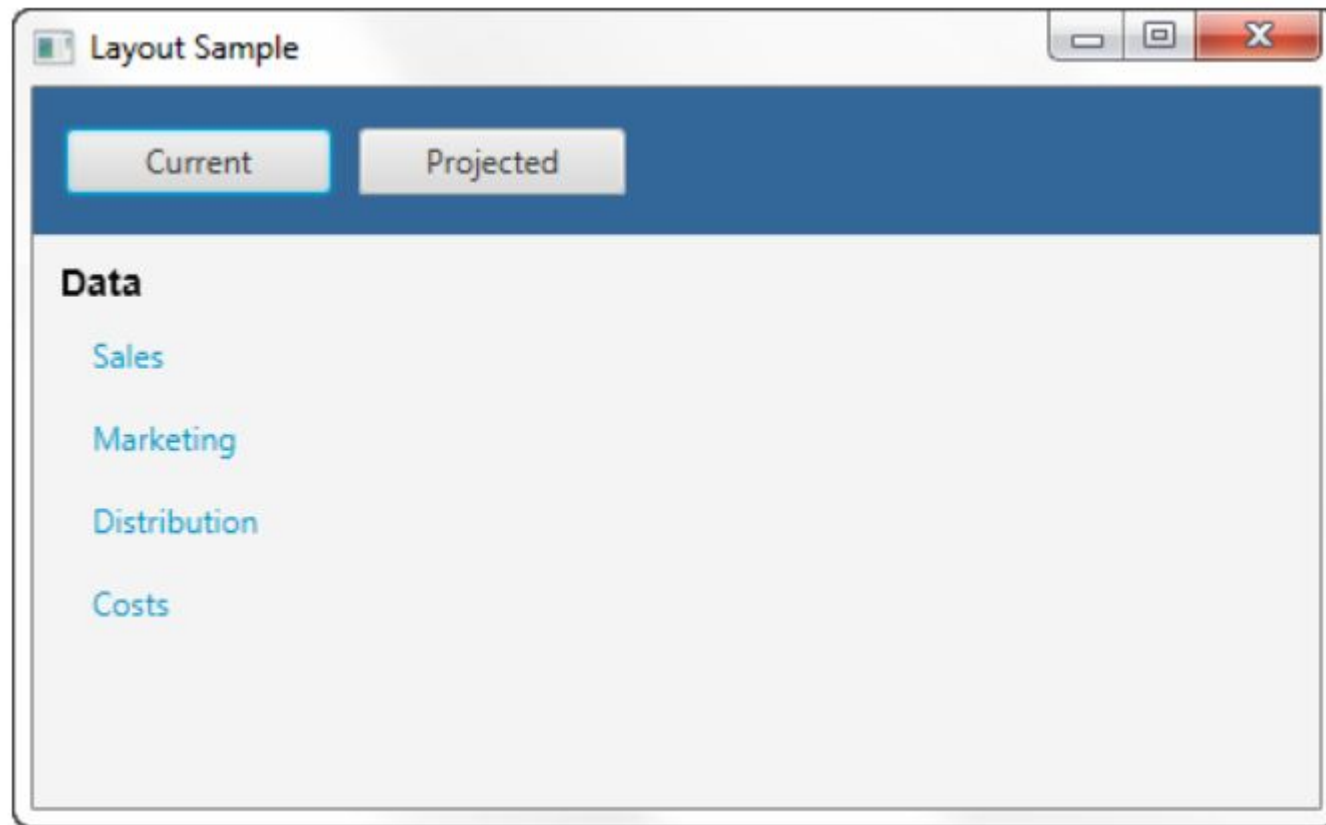 Layout Sample
Current Projected
Data
Sales
Marketing
Distribution
Costs